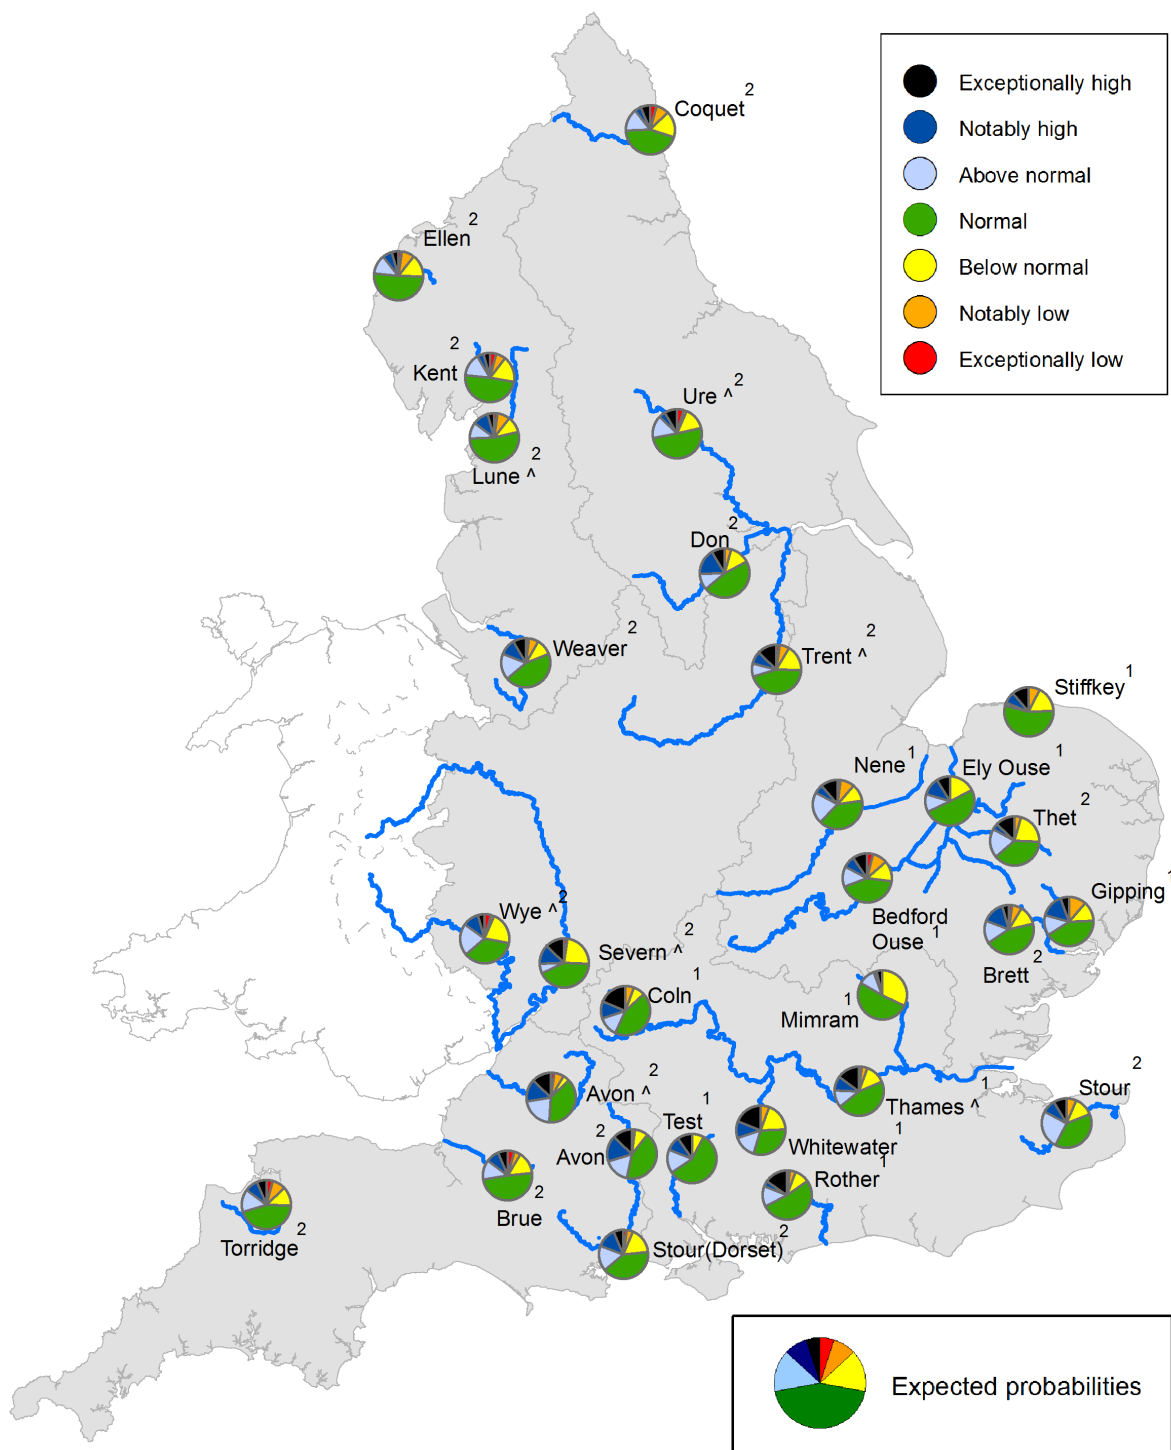 Coquet 2
Exceptionally high
Notably high
Above normal
Normal
Below normal
Notably low
Exceptionally low
Ellen 2
Kent 2
Ure ^ 2
Lune ^ 2
Don 2
Weaver 2
Trent ^ 2
Stiffkey 1
Nene 1
Ely Ouse 1
Thet 2
Gipping 1
Bedford
Ouse 1
Brett 2
Wye ^ 2
Severn ^ 2
Coln 1
Mimram 1
Avon ^ 2
Test 1
Thames ^ 1
Stour 2
Avon 2
Whitewater 1
Rother 1
Brue 2
Torridge 2
Stour(Dorset) 2
Expected probabilities